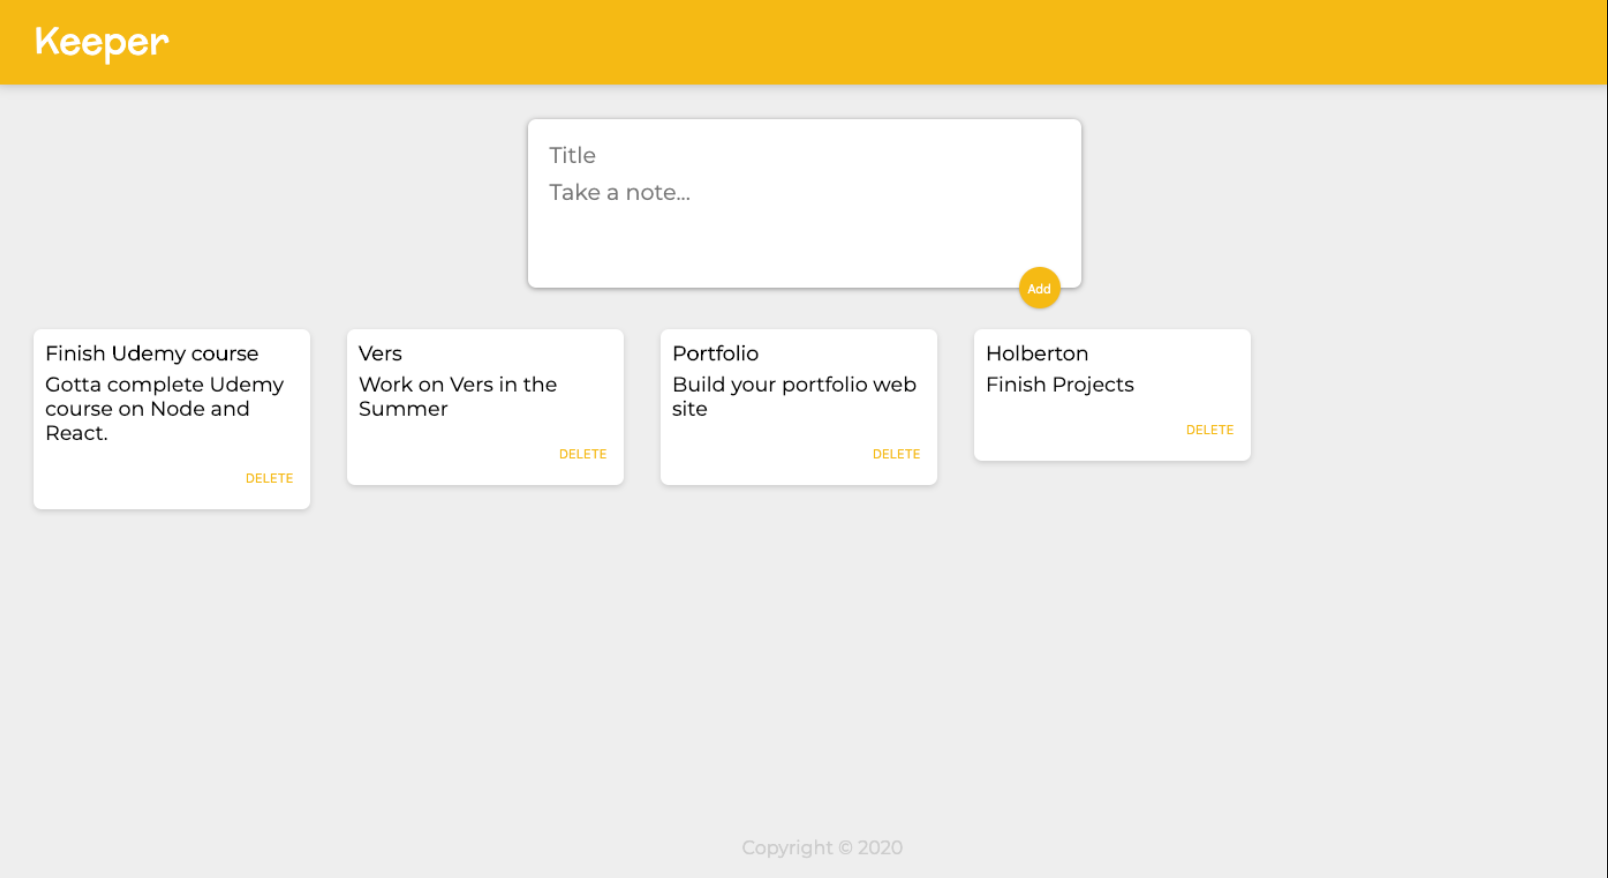 Keeper
Title
Take a note...
Add
Finish Udemy course
Gotta complete Udemy
course on Node and
React.
DELETE
Vers
Work on Vers in the
Summer
DELETE
Portfolio
Build your portfolio web
site
DELETE
Holberton
Finish Projects
DELETE
Copyright © 2020